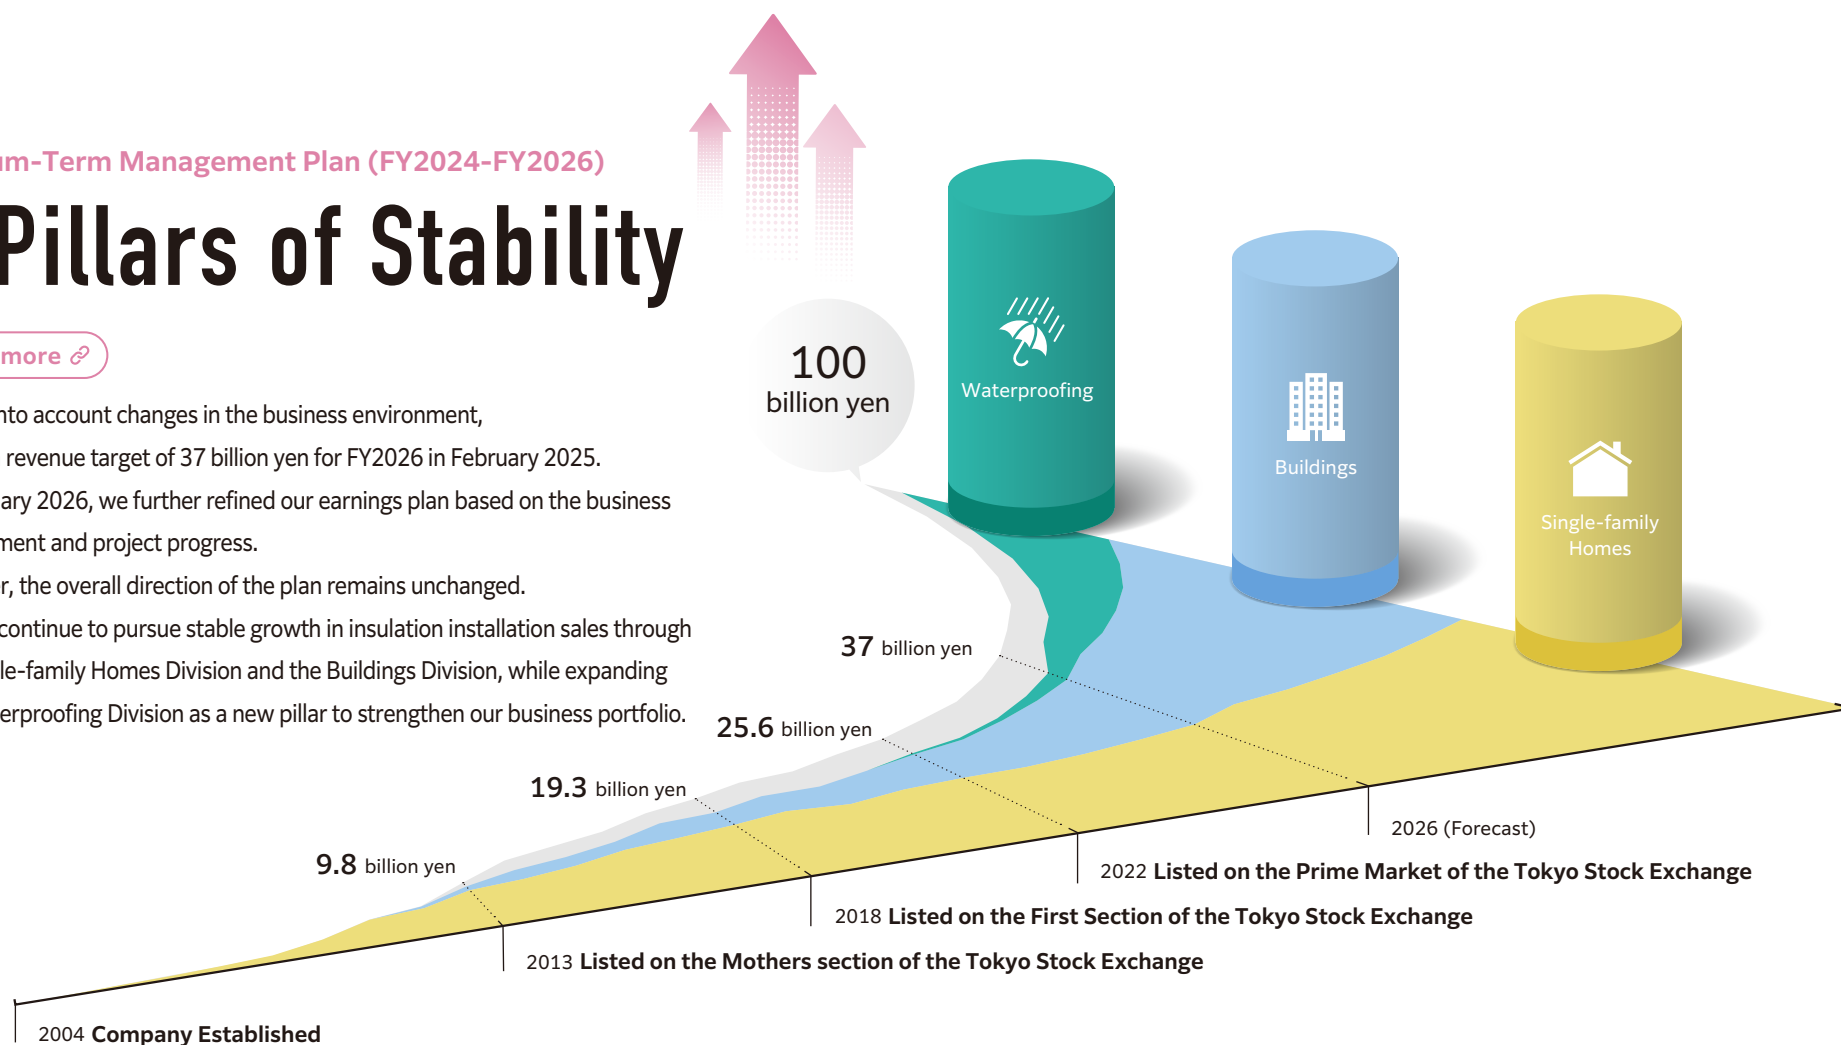 Term Management Plan (FY2024-FY2026)
Pillars of Stability
more
account changes in the business environment,
revenue target of 37 billion yen for FY2026 in February 2025.
2026, we further refined our earnings plan based on the business
and project progress.
the overall direction of the plan remains unchanged.
continue to pursue stable growth in insulation installation sales through
Homes Division and the Buildings Division, while expanding
Division as a new pillar to strengthen our business portfolio.
100
billion yen
Waterproofing
Buildings
Single-family
Homes
37 billion yen
25.6 billion yen
19.3 billion yen
9.8 billion yen
2026 (Forecast)
2022 Listed on the Prime Market of the Tokyo Stock Exchange
2018 Listed on the First Section of the Tokyo Stock Exchange
2013 Listed on the Mothers section of the Tokyo Stock Exchange
2004 Company Established